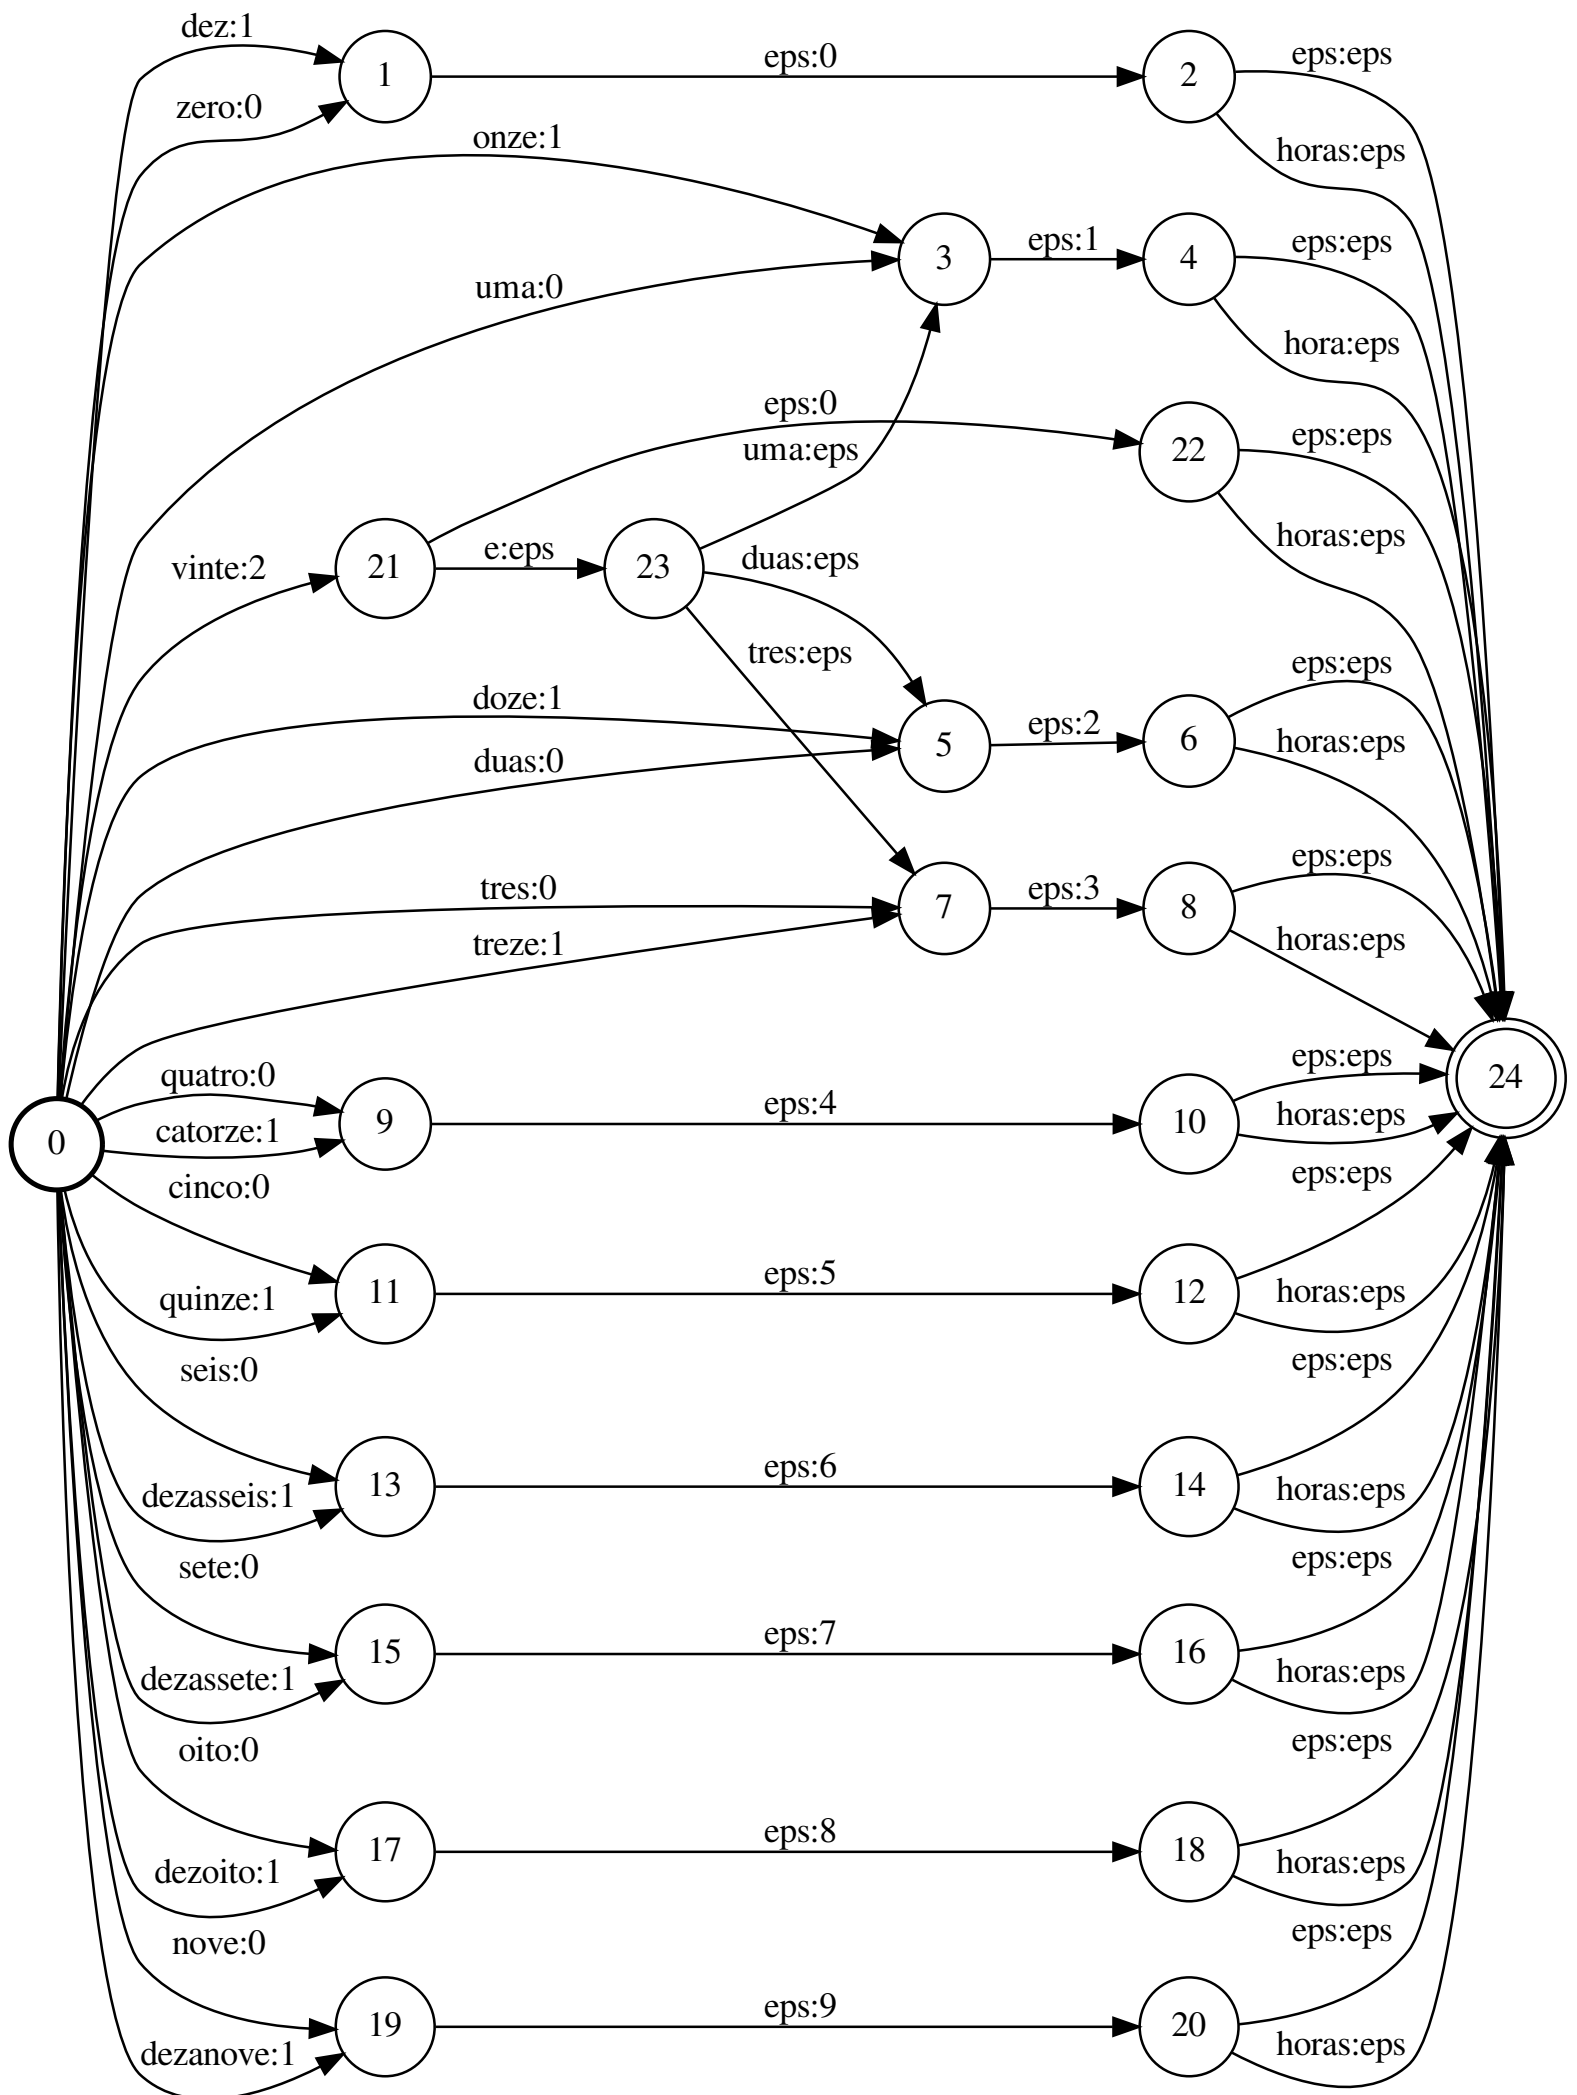 dez:1
zero:0
1
eps:0
2
eps:eps
horas:eps
onze:1
uma:0
3
eps:1
4
eps:eps
hora:eps
eps:0
uma:eps
22
eps:eps
horas:eps
vinte:2
21
e:eps
23
duas:eps
tres:eps
doze:1
duas:0
5
eps:2
6
eps:eps
horas:eps
tres:0
treze:1
7
eps:3
8
eps:eps
horas:eps
24
0
quatro:0
catorze:1
9
eps:4
10
eps:eps
horas:eps
cinco:0
quinze:1
11
eps:5
12
eps:eps
horas:eps
seis:0
dezasseis:1
13
eps:6
14
eps:eps
horas:eps
sete:0
dezassete:1
15
eps:7
16
eps:eps
horas:eps
oito:0
dezoito:1
17
eps:8
18
eps:eps
horas:eps
nove:0
dezanove:1
19
eps:9
20
eps:eps
horas:eps